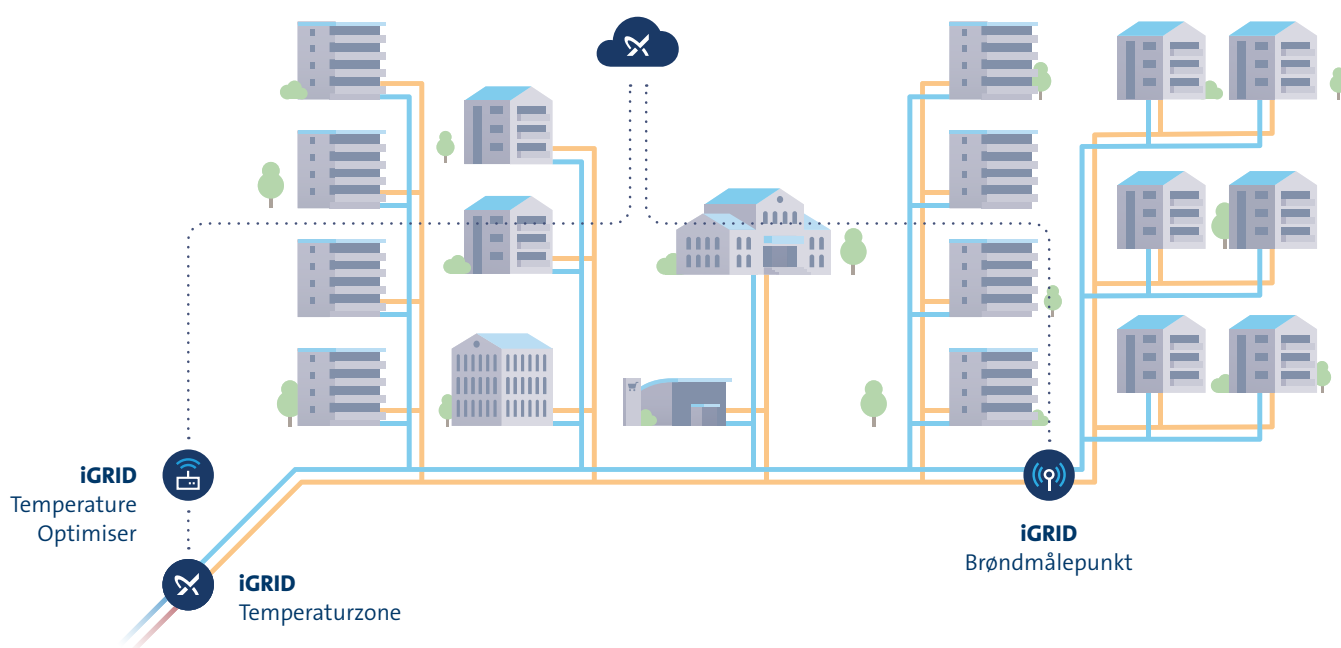 iGRID
Temperature
Optimiser
iGRID
Temperaturzone
iGRID
Brøndmålepunkt